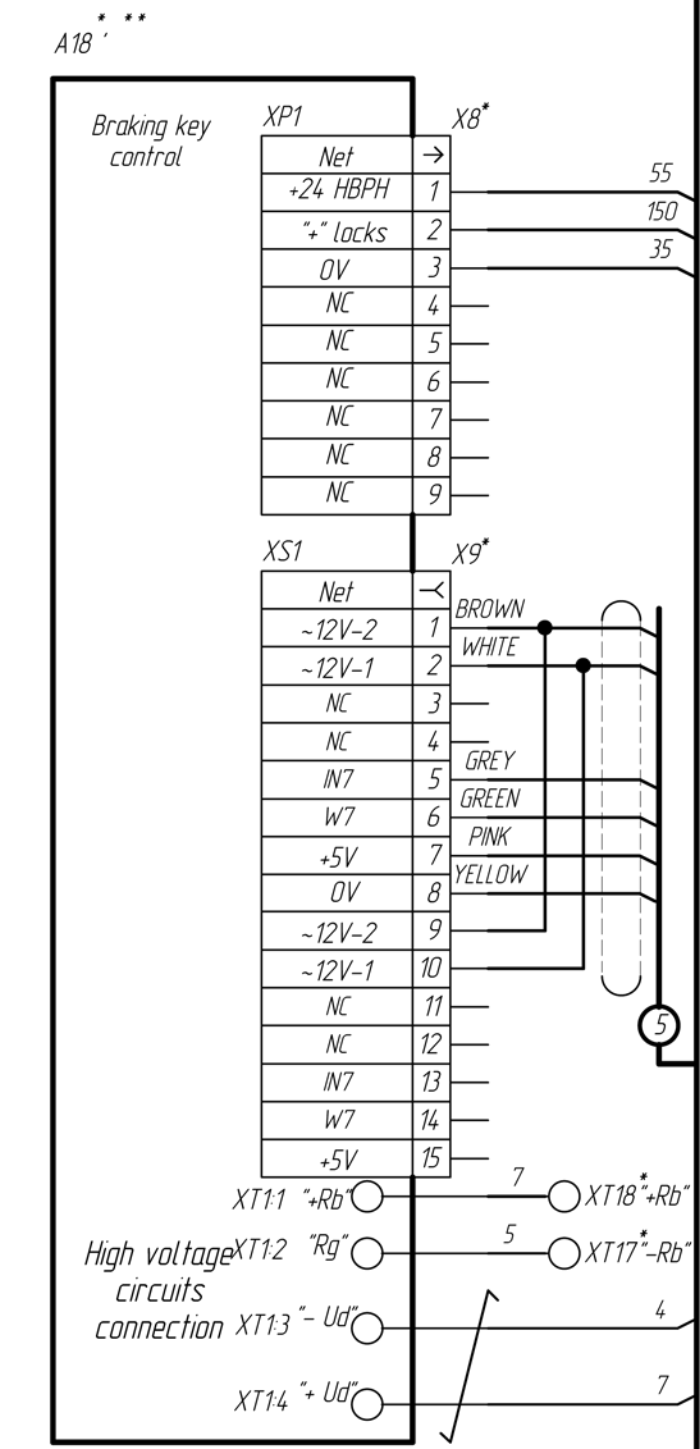 * **
A18 ,
Braking key
control
XP1 X8*
Net →
+24 HBPH 1 55
"+" locks 2 150
0V 3 35
NC 4
NC 5
NC 6
NC 7
NC 8
NC 9
XS1 X9*
Net
~12V-2 1 BROWN
~12V-1 2 WHITE
NC 3
NC 4
IN7 5 GREY
W7 6 GREEN
+5V 7 PINK
0V 8 YELLOW
~12V-2 9
~12V-1 10
NC 11
NC 12
5
IN7 13
W7 14
+5V 15
XT1:1 "+Rb" 7 XT18*"+Rb"
XT1:2 "Rg" 5 XT17*"-Rb"
High voltage
circuits
connection
XT1:3 "- Ud" 4
XT1:4 "+ Ud" 7